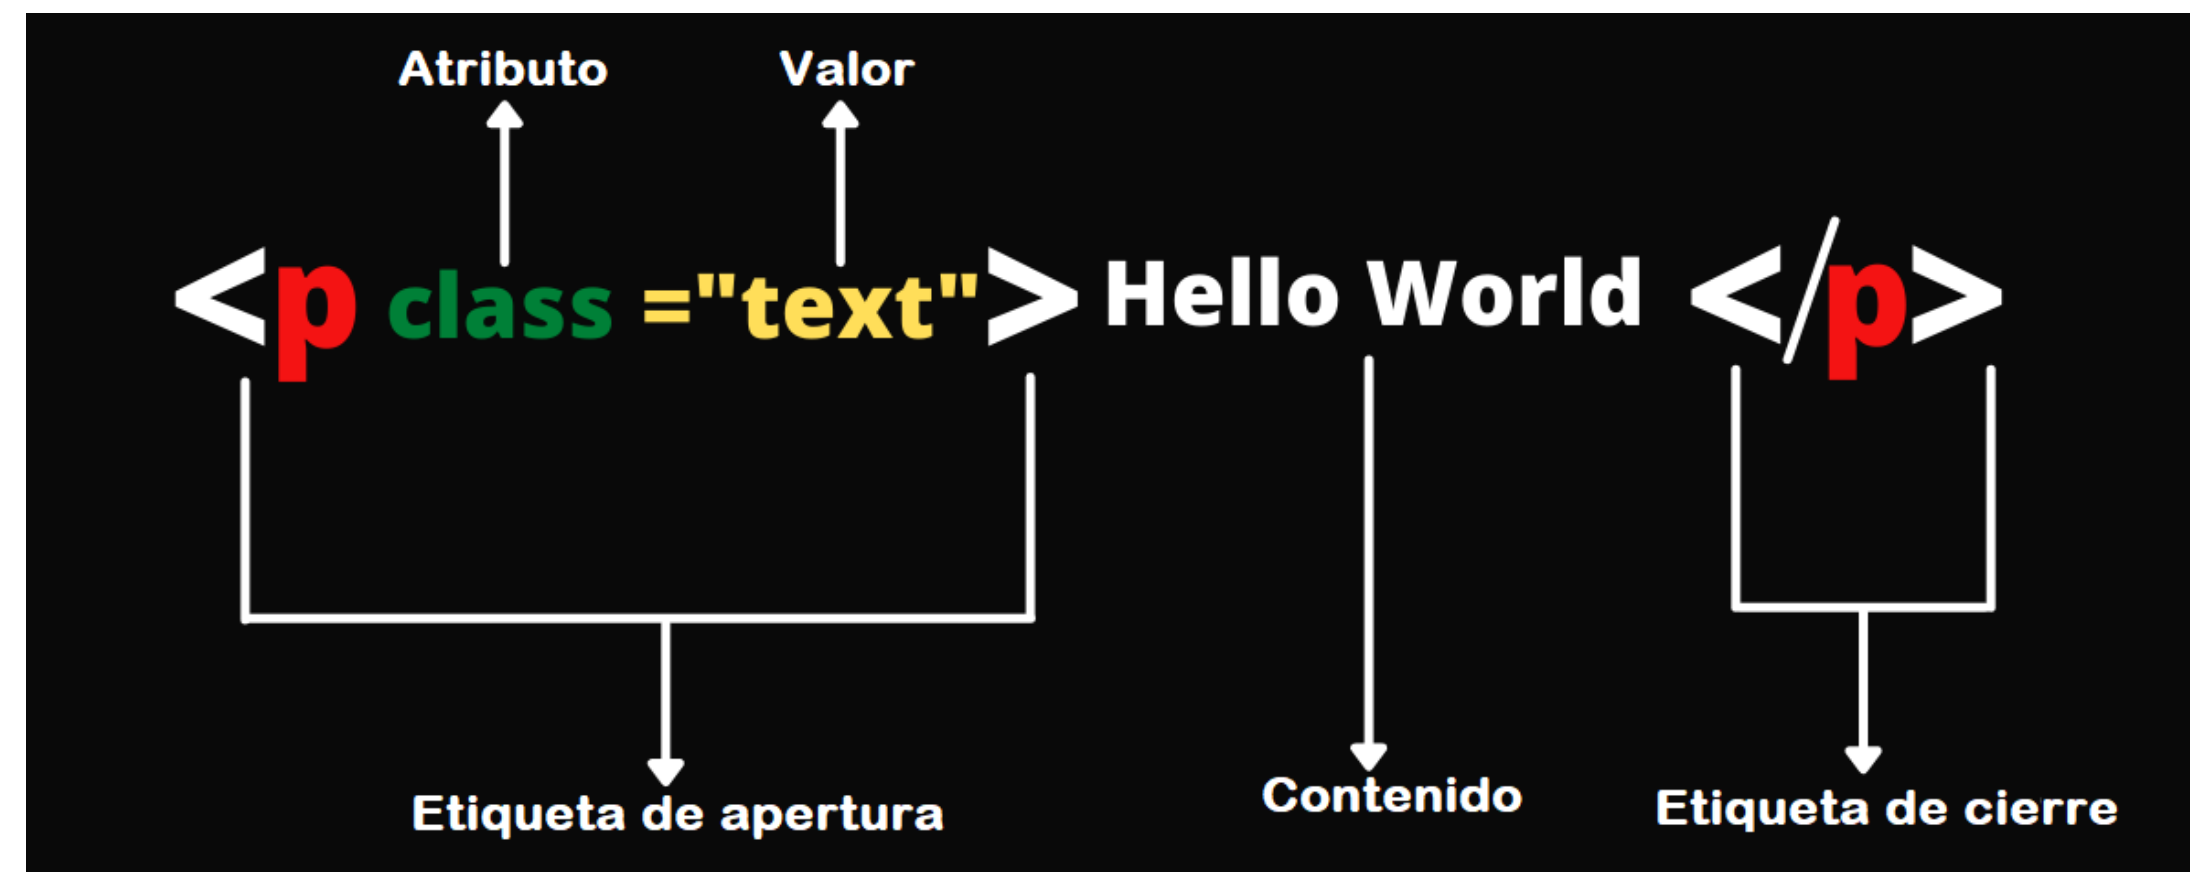 Atributo Valor
<p class ="text"> Hello World </p>
Etiqueta de apertura Contenido Etiqueta de cierre